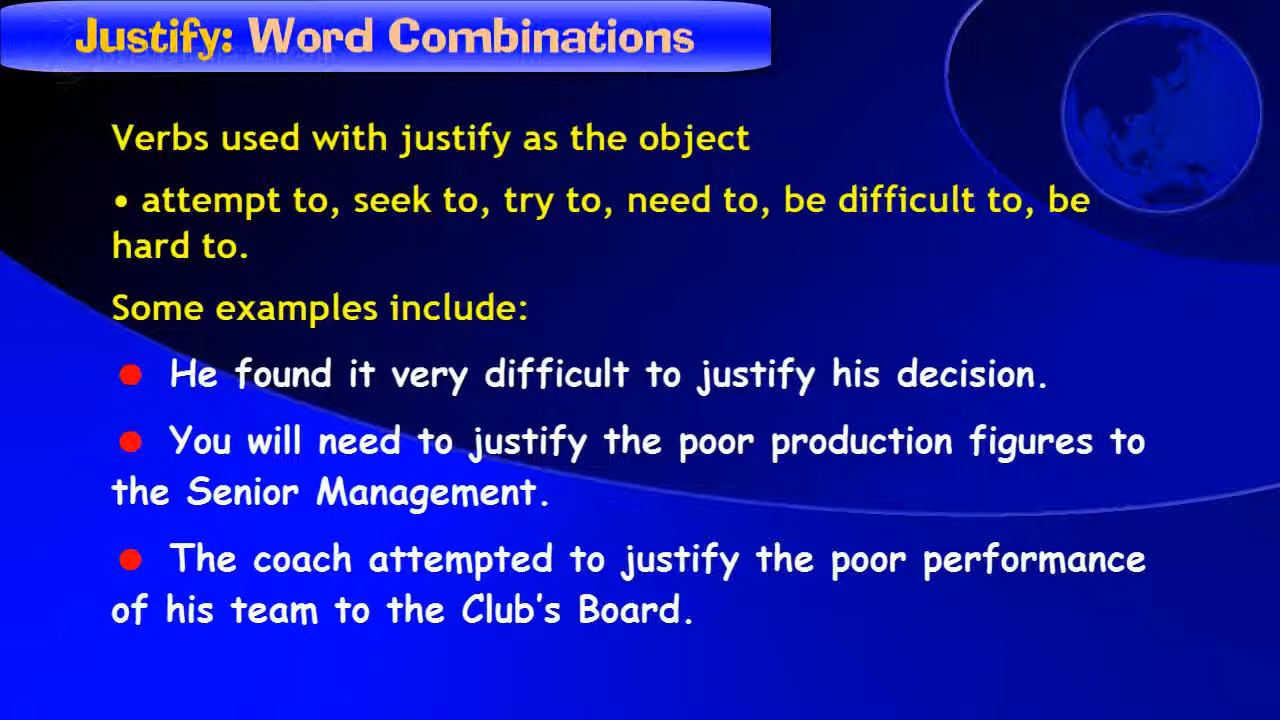 Justify: Word Combinations
Verbs used with justify as the object
• attempt to, seek to, try to, need to, be difficult to, be
hard to.
Some examples include:
● He found it very difficult to justify his decision.
● You will need to justify the poor production figures to
the Senior Management.
● The coach attempted to justify the poor performance
of his team to the Club's Board.